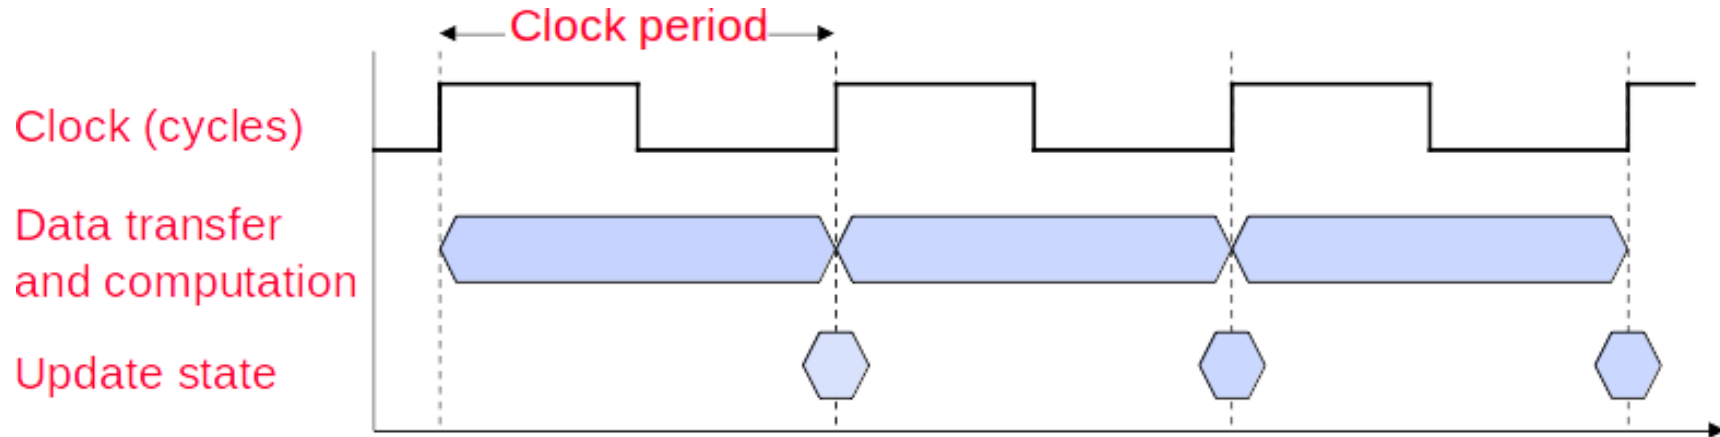 Clock period
Clock (cycles)
Data transfer
and computation
Update state